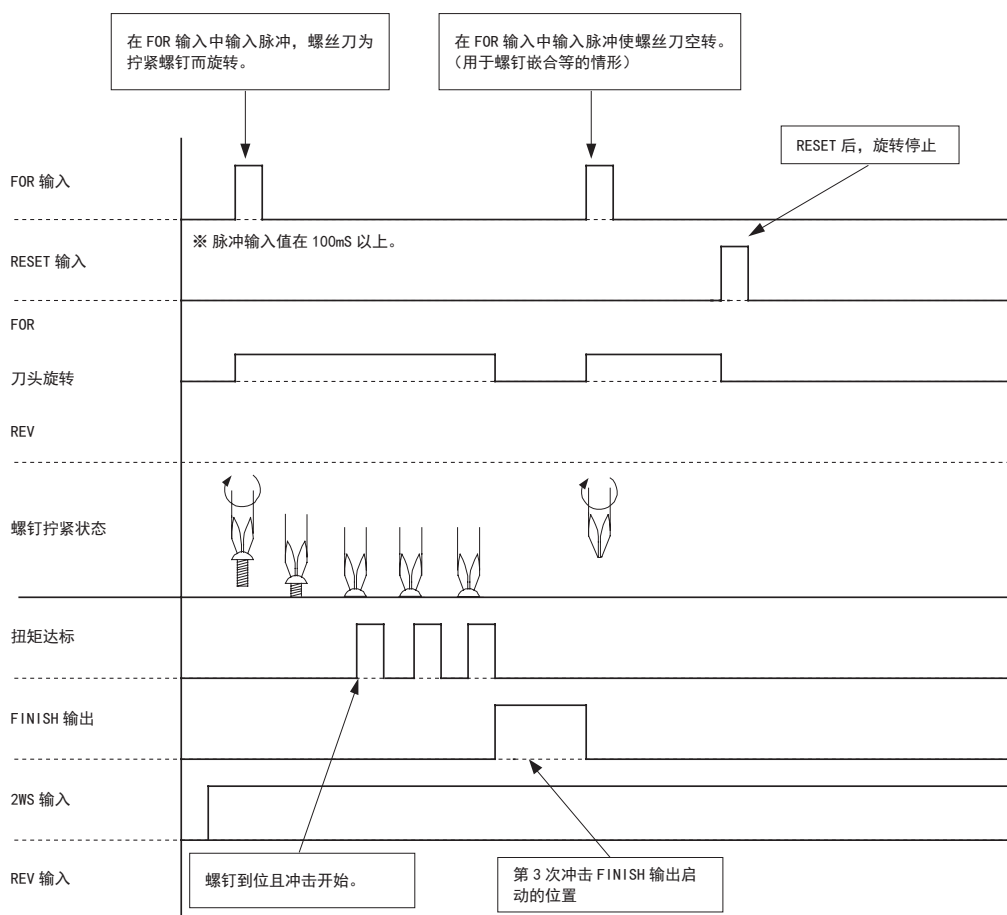 在 FOR 输入中输入脉冲，螺丝刀为
拧紧螺钉而旋转。
在 FOR 输入中输入脉冲使螺丝刀空转。
（用于螺钉嵌合等的情形）
RESET 后，旋转停止
FOR 输入
※ 脉冲输入值在 100mS 以上。
RESET 输入
FOR
刀头旋转
REV
螺钉拧紧状态
扭矩达标
FINISH 输出
2WS 输入
REV 输入
螺钉到位且冲击开始。
第 3 次冲击 FINISH 输出启
动的位置